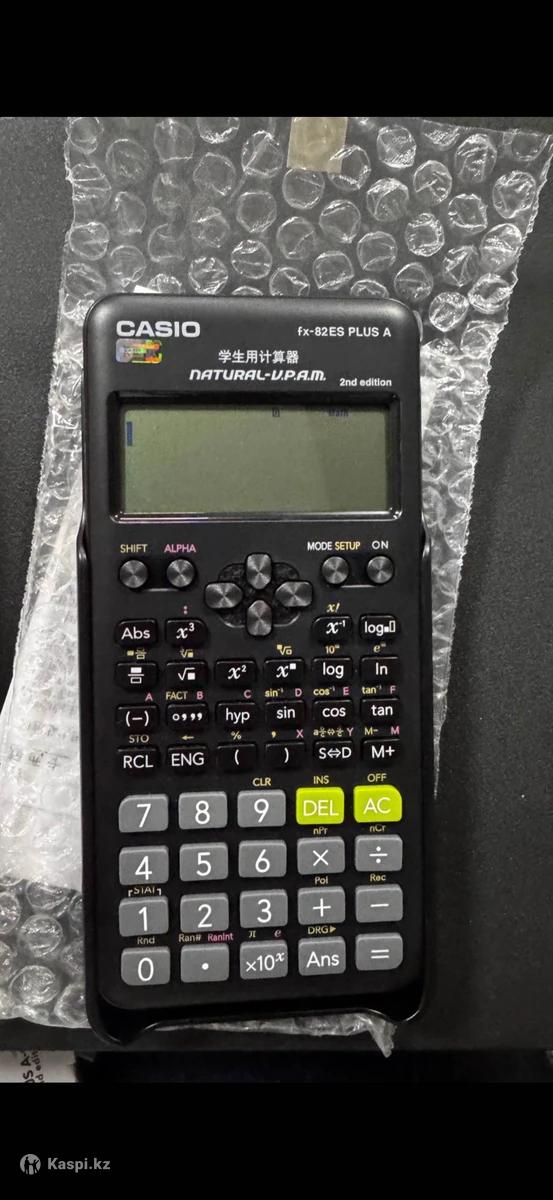 CASIO
fx-82ES PLUS A
学生用计算器
NATURAL-V.P.A.M.
2nd edition
Math
SHIFT ALPHA MODE SETUP ON
: x!
Abs x³ x⁻¹ log
³√ 10ˣ eˣ
√ x² x log ln
A FACT B C sin⁻¹ D cos⁻¹ E tan⁻¹ F
(−) °’’’ hyp sin cos tan
STO ← % , X a b/c⇔d/c Y M− M
RCL ENG ( ) S⇔D M+
CLR INS OFF
7 8 9 DEL AC
nPr nCr
4 5 6 × ÷
STAT Pol Rec
1 2 3 + −
Rnd Ran# RanInt π e DRG▶
0 . ×10ˣ Ans =
Kaspi.kz